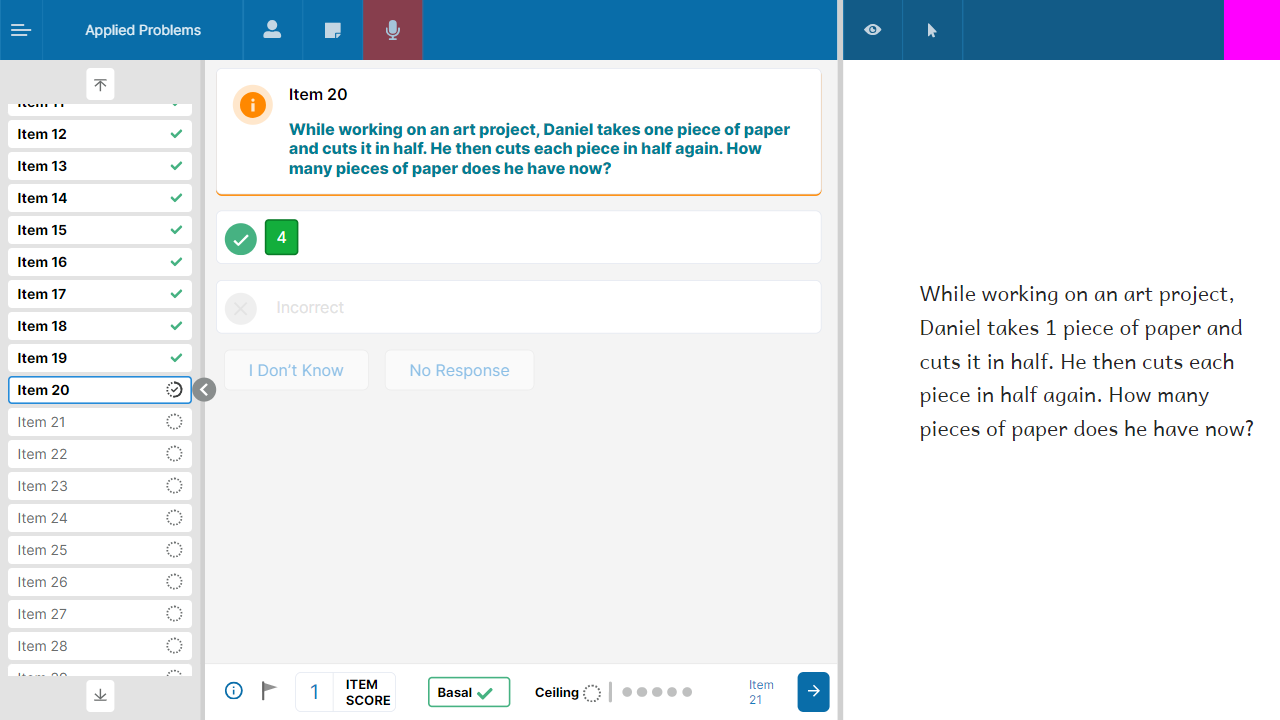 Applied Problems
Item 12
Item 13
Item 14
Item 15
Item 16
Item 17
Item 18
Item 19
Item 20
Item 21
Item 22
Item 23
Item 24
Item 25
Item 26
Item 27
Item 28
Item 20
While working on an art project, Daniel takes one piece of paper
and cuts it in half. He then cuts each piece in half again. How
many pieces of paper does he have now?
4
Incorrect
I Don't Know
No Response
1
ITEM
SCORE
Basal
Ceiling
Item
21
While working on an art project,
Daniel takes 1 piece of paper and
cuts it in half. He then cuts each
piece in half again. How many
pieces of paper does he have now?